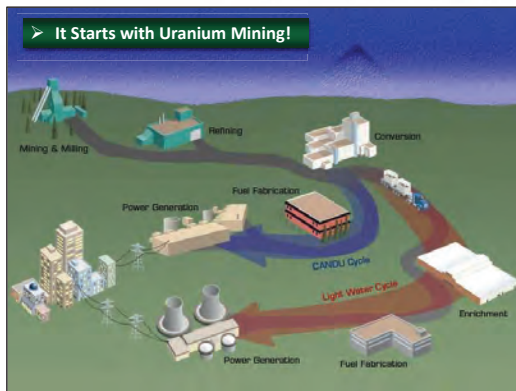 ➤ It Starts with Uranium Mining!
Mining & Milling
Refining
Conversion
Fuel Fabrication
Power Generation
CANDU Cycle
Light Water Cycle
Enrichment
Power Generation
Fuel Fabrication